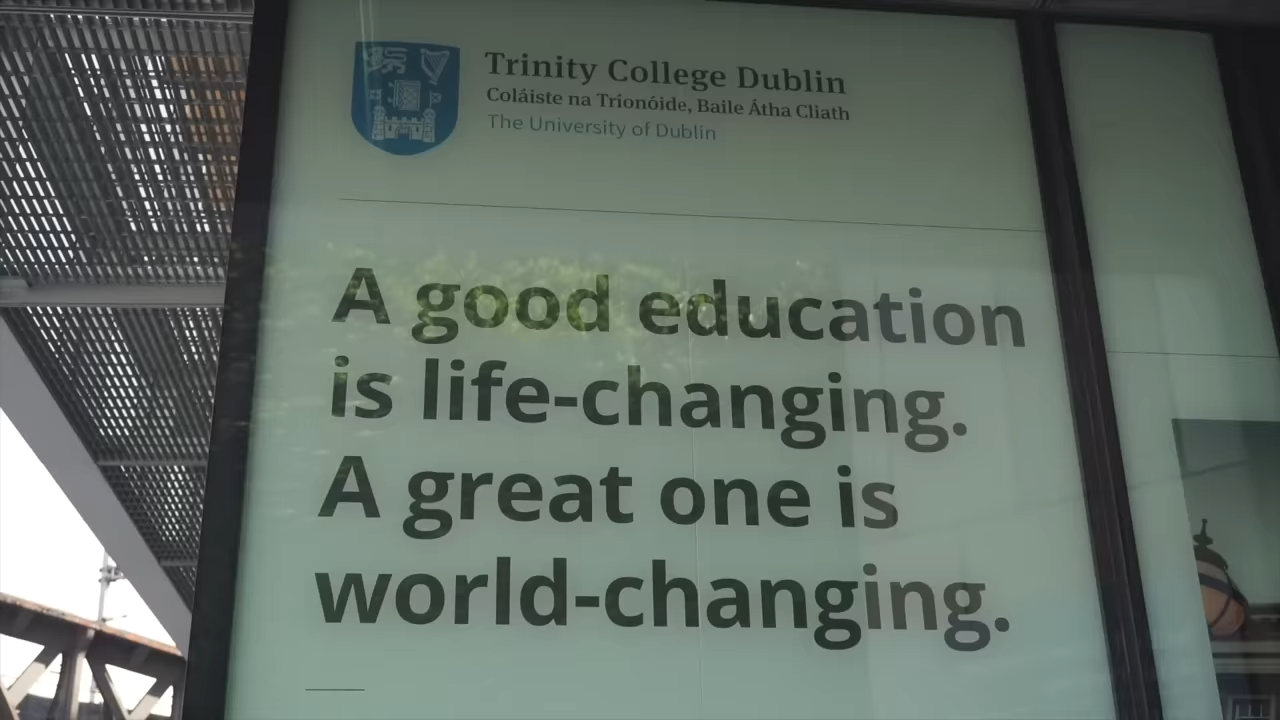 Trinity College Dublin
Coláiste na Tríonóide, Baile Átha Cliath
The University of Dublin
A good education
is life-changing.
A great one is
world-changing.